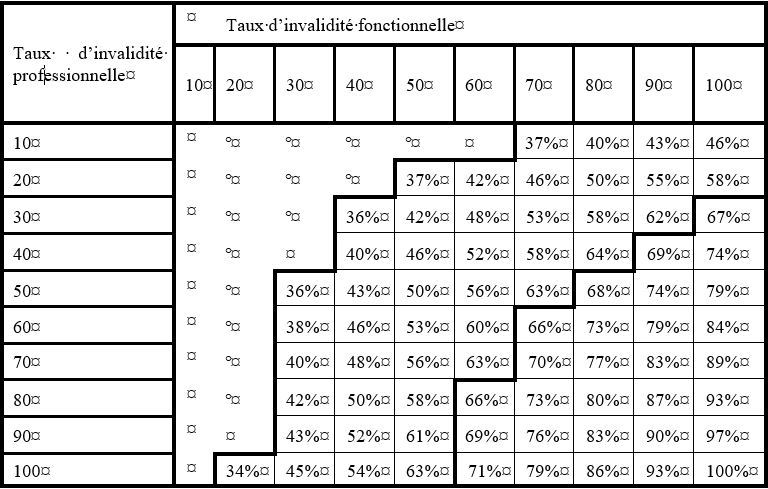 ¤ Taux·d’invalidité·fonctionnelle¤
Taux· · d’invalidité· professionnelle¤
10¤ 20¤ 30¤ 40¤ 50¤ 60¤ 70¤ 80¤ 90¤ 100¤
10¤ ¤ °¤ °¤ °¤ °¤ ¤ 37%¤ 40%¤ 43%¤ 46%¤
20¤ ¤ °¤ °¤ °¤ 37%¤ 42%¤ 46%¤ 50%¤ 55%¤ 58%¤
30¤ ¤ °¤ °¤ 36%¤ 42%¤ 48%¤ 53%¤ 58%¤ 62%¤ 67%¤
40¤ ¤ °¤ ¤ 40%¤ 46%¤ 52%¤ 58%¤ 64%¤ 69%¤ 74%¤
50¤ ¤ °¤ 36%¤ 43%¤ 50%¤ 56%¤ 63%¤ 68%¤ 74%¤ 79%¤
60¤ ¤ °¤ 38%¤ 46%¤ 53%¤ 60%¤ 66%¤ 73%¤ 79%¤ 84%¤
70¤ ¤ °¤ 40%¤ 48%¤ 56%¤ 63%¤ 70%¤ 77%¤ 83%¤ 89%¤
80¤ ¤ °¤ 42%¤ 50%¤ 58%¤ 66%¤ 73%¤ 80%¤ 87%¤ 93%¤
90¤ ¤ ¤ 43%¤ 52%¤ 61%¤ 69%¤ 76%¤ 83%¤ 90%¤ 97%¤
100¤ ¤ 34%¤ 45%¤ 54%¤ 63%¤ 71%¤ 79%¤ 86%¤ 93%¤ 100%¤